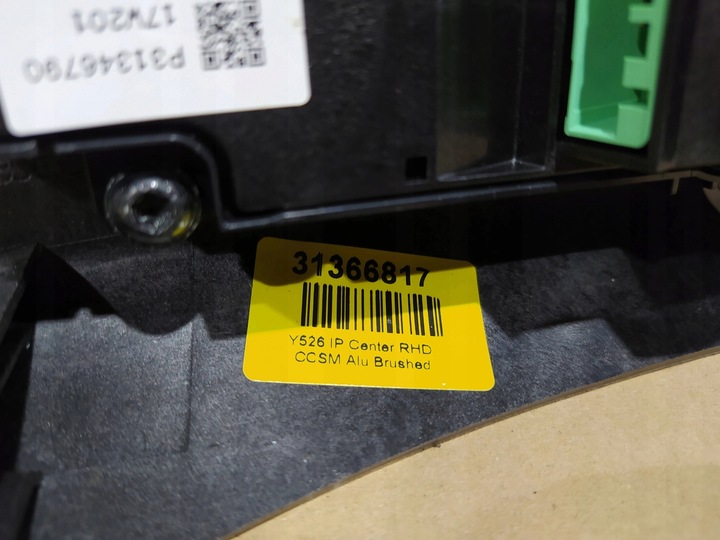 P31346790
17W201
31366817
Y526 IP Center RHD
CCSM Alu Brushed